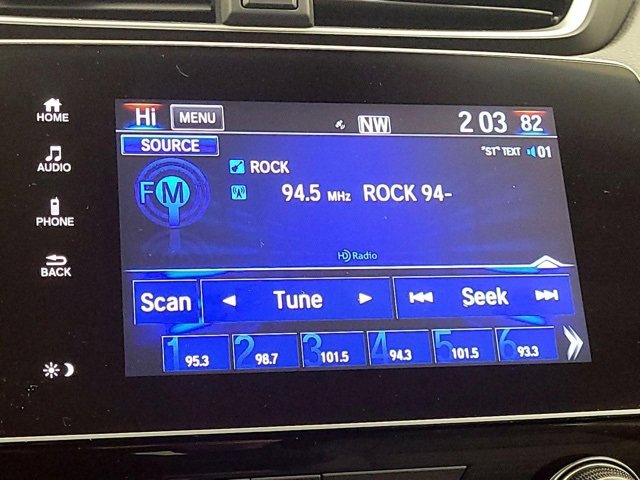 HOME
AUDIO
PHONE
BACK
Hi MENU NW 2 03 82
SOURCE "ST" TEXT 01
FM1 ROCK
94.5 MHz ROCK 94-
HD Radio
Scan Tune Seek
1 95.3 2 98.7 3 101.5 4 94.3 5 101.5 6 93.3